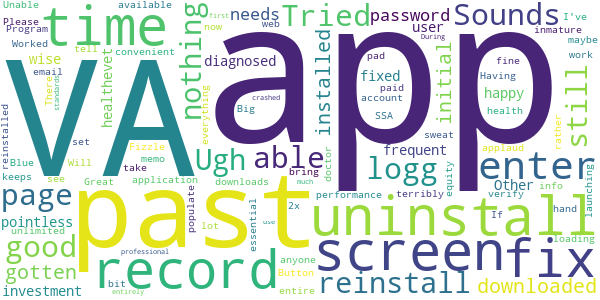 Unable
available
first
Please
Program
Worked
email
wise
tell
There
convenient
time
VA
nothing
Tried
needs
web
now
diagnosed
user
password
During
Sounds
I've
inmature
maybe
work
app
pad
fixed
paid
account
SSA
Having
fine
happy
health
initial
installed
still
healthevet
everything
standards
reinstalled
Blue
set
Fizzle
memo
Will
take
keeps
see
application
Great
downloads
much
Big
crashed
Ugh
able
bring
doctor
logg
frequent
sweat
performance
terribly
equity
applaud
rather
enter
Other
info
verify
If
hand
launching
loading
page
pointless
unlimited
good
gotten
investment
bit
past
record
populate
lot
essential
2x
use
anyone
professional
Button
entirely
entire
uninstall
screen
fix
reinstall
downloaded